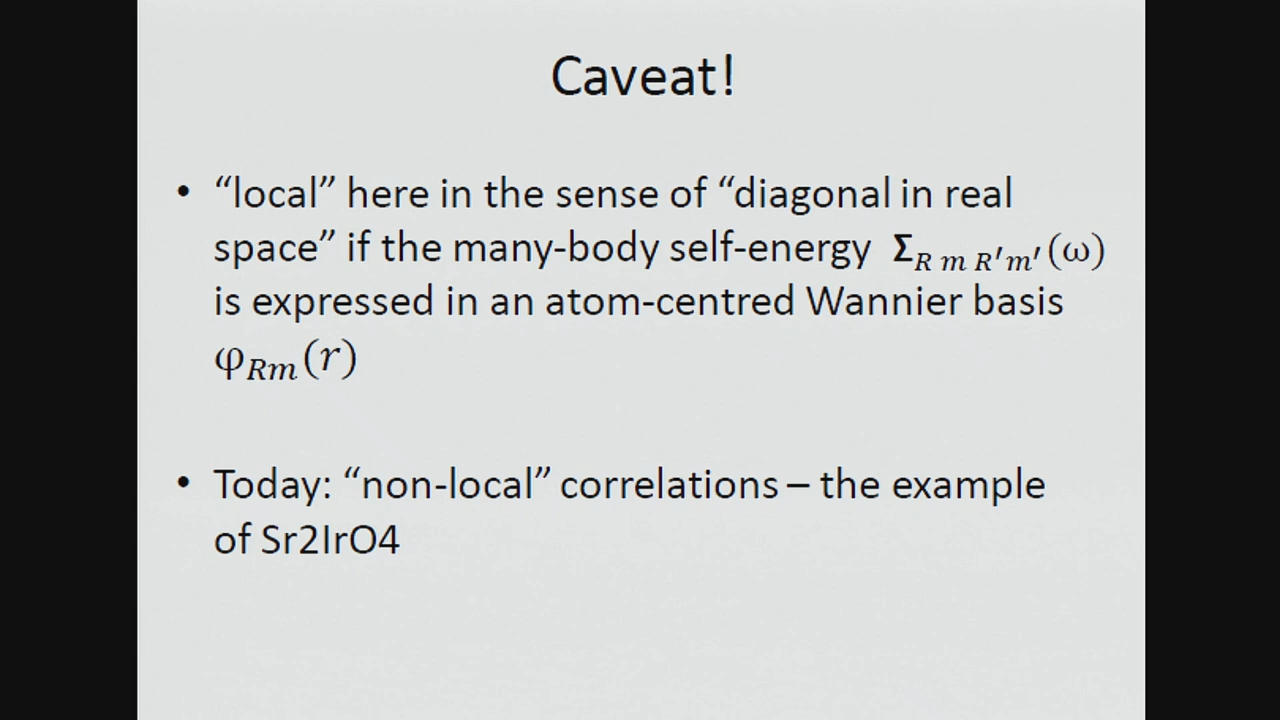 Caveat!
• “local” here in the sense of “diagonal in real
space” if the many-body self-energy Σ_{R m R′m′}(ω)
is expressed in an atom-centred Wannier basis
φ_{Rm}(r)
• Today: “non-local” correlations – the example
of Sr2IrO4